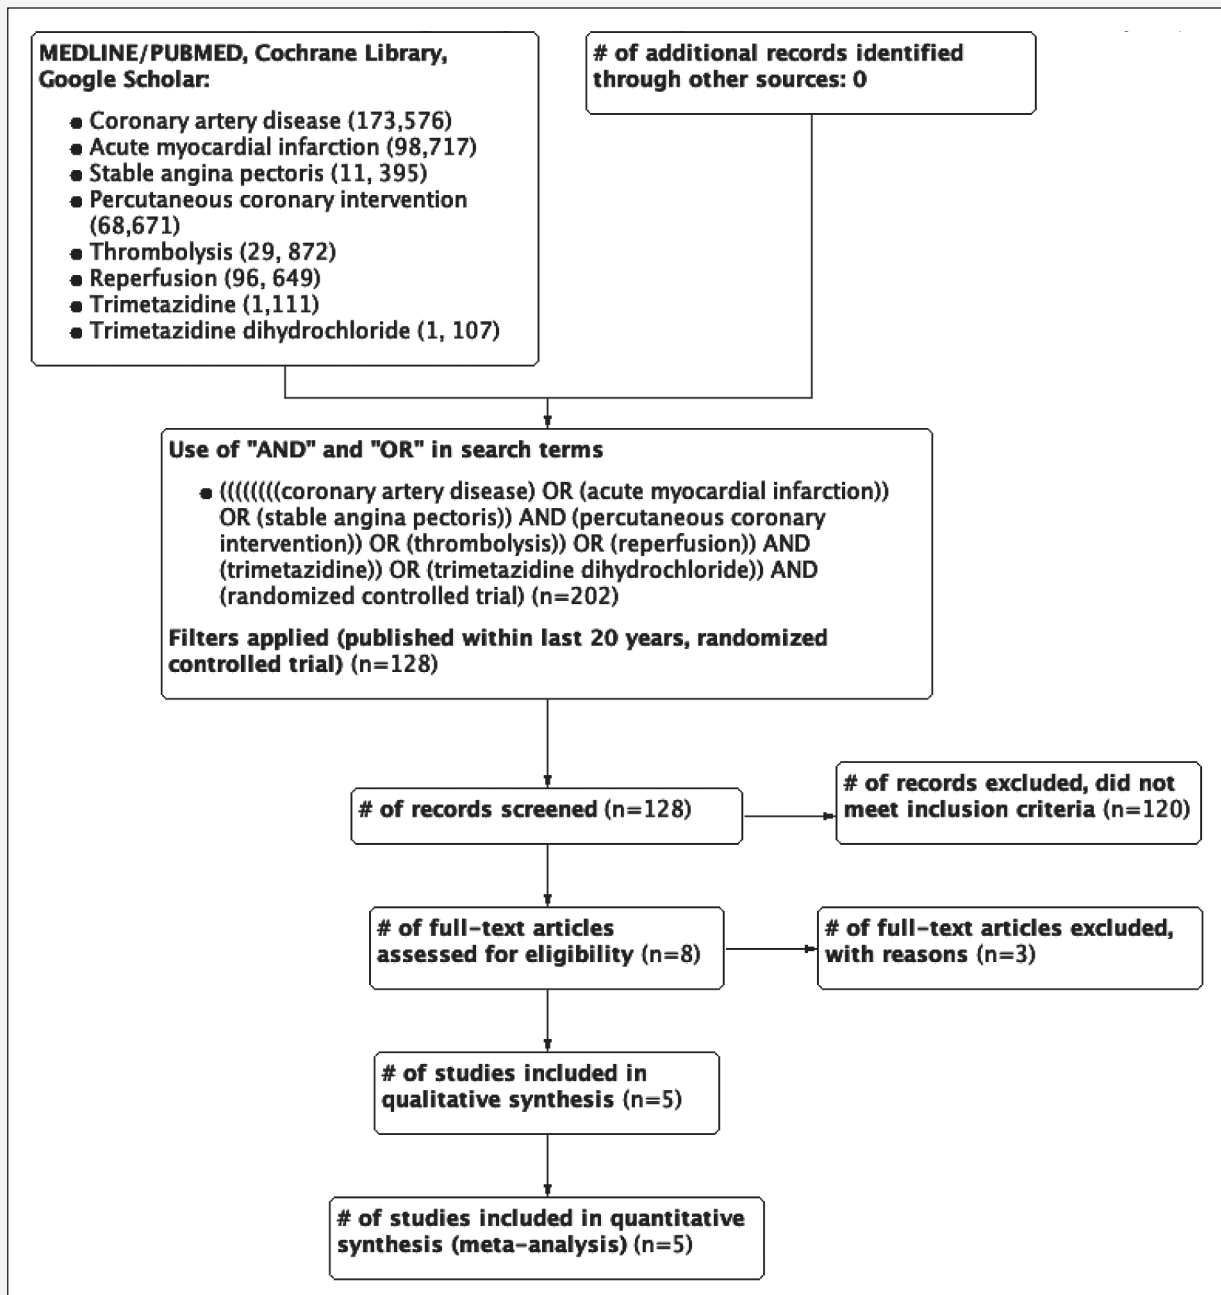 MEDLINE/PUBMED, Cochrane Library,
Google Scholar:
● Coronary artery disease (173,576)
● Acute myocardial infarction (98,717)
● Stable angina pectoris (11, 395)
● Percutaneous coronary intervention
(68,671)
● Thrombolysis (29, 872)
● Reperfusion (96, 649)
● Trimetazidine (1,111)
● Trimetazidine dihydrochloride (1, 107)
# of additional records identified
through other sources: 0
Use of "AND" and "OR" in search terms
● ((((((((coronary artery disease) OR (acute myocardial infarction))
OR (stable angina pectoris)) AND (percutaneous coronary
intervention)) OR (thrombolysis)) OR (reperfusion)) AND
(trimetazidine)) OR (trimetazidine dihydrochloride)) AND
(randomized controlled trial) (n=202)
Filters applied (published within last 20 years, randomized
controlled trial) (n=128)
# of records screened (n=128)
# of records excluded, did not
meet inclusion criteria (n=120)
# of full-text articles
assessed for eligibility (n=8)
# of full-text articles excluded,
with reasons (n=3)
# of studies included in
qualitative synthesis (n=5)
# of studies included in quantitative
synthesis (meta-analysis) (n=5)